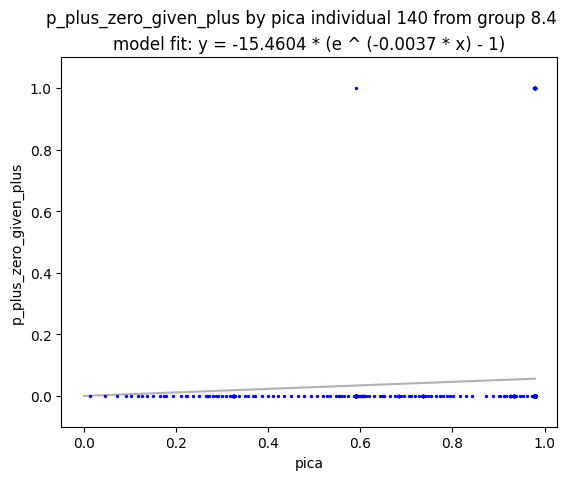 p_plus_zero_given_plus by pica individual 140 from group 8.4
model fit: y = -15.4604 * (e ^ (-0.0037 * x) - 1)
p_plus_zero_given_plus
1.0
0.8
0.6
0.4
0.2
0.0
0.0 0.2 0.4 0.6 0.8 1.0
pica